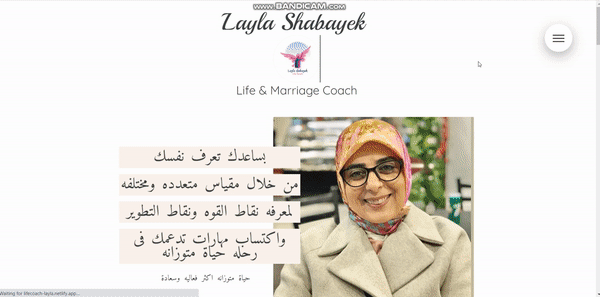 www.BANDICAM.com
Layla Shabayek
Layla Shabayek
Life & Marriage Coach
بساعدك تعرف نفسك
من خلال مقياس متعدده ومختلفه
لمعرفه نقاط القوه ونقاط التطوير
واكتساب مهارات تدعمك فى
رحله حياة متوزانه
حياة متوزانه اكثر فعاليه وسعادة
Waiting for lifecoach-layla.netlify.app...